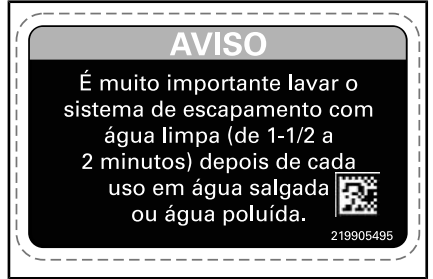 AVISO
É muito importante lavar o
sistema de escapamento com
água limpa (de 1-1/2 a
2 minutos) depois de cada
uso em água salgada
ou água poluída.
219905495